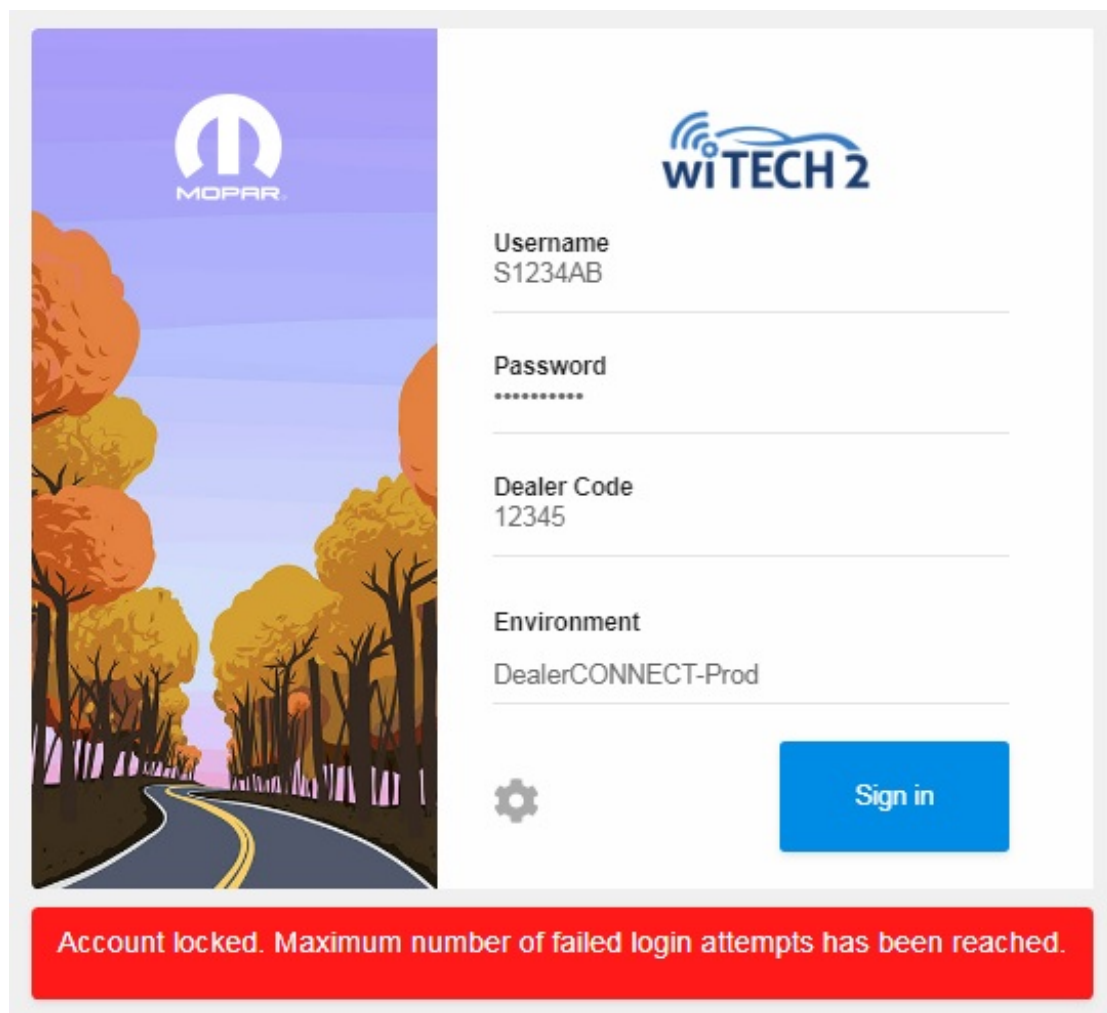 MOPAR
wiTECH 2
Username
S1234AB
Password
••••••••••
Dealer Code
12345
Environment
DealerCONNECT-Prod
Sign in
Account locked. Maximum number of failed login attempts has been reached.